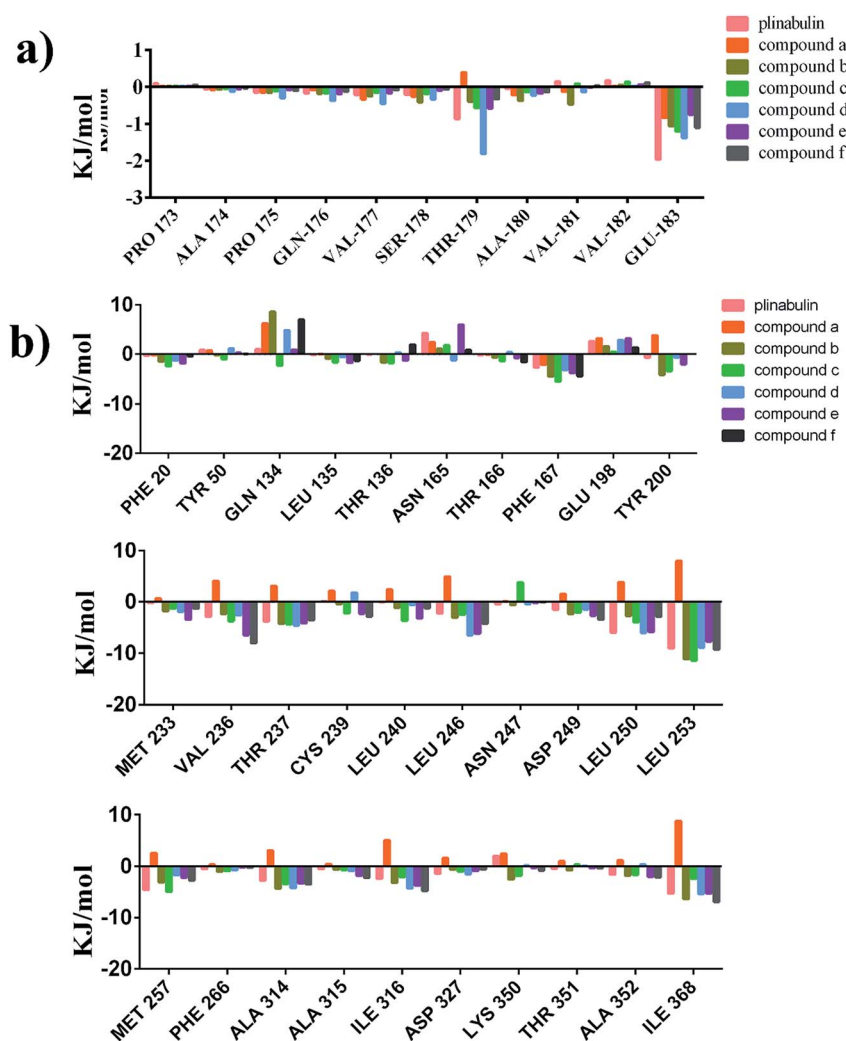 a)
KJ/mol
KJ/mol
1
0
-1
-2
-3
PRO 173
ALA 174
PRO 175
GLN-176
VAL-177
SER-178
THR-179
ALA-180
VAL-181
VAL-182
GLU-183
plinabulin
compound a
compound b
compound c
compound d
compound e
compound f
b)
KJ/mol
10
0
-10
-20
PHE 20
TYR 50
GLN 134
LEU 135
THR 136
ASN 165
THR 166
PHE 167
GLU 198
TYR 200
plinabulin
compound a
compound b
compound c
compound d
compound e
compound f
KJ/mol
10
0
-10
-20
MET 233
VAL 236
THR 237
CYS 239
LEU 240
LEU 246
ASN 247
ASP 249
LEU 250
LEU 253
KJ/mol
10
0
-10
-20
MET 257
PHE 266
ALA 314
ALA 315
ILE 316
ASP 327
LYS 350
THR 351
ALA 352
ILE 368